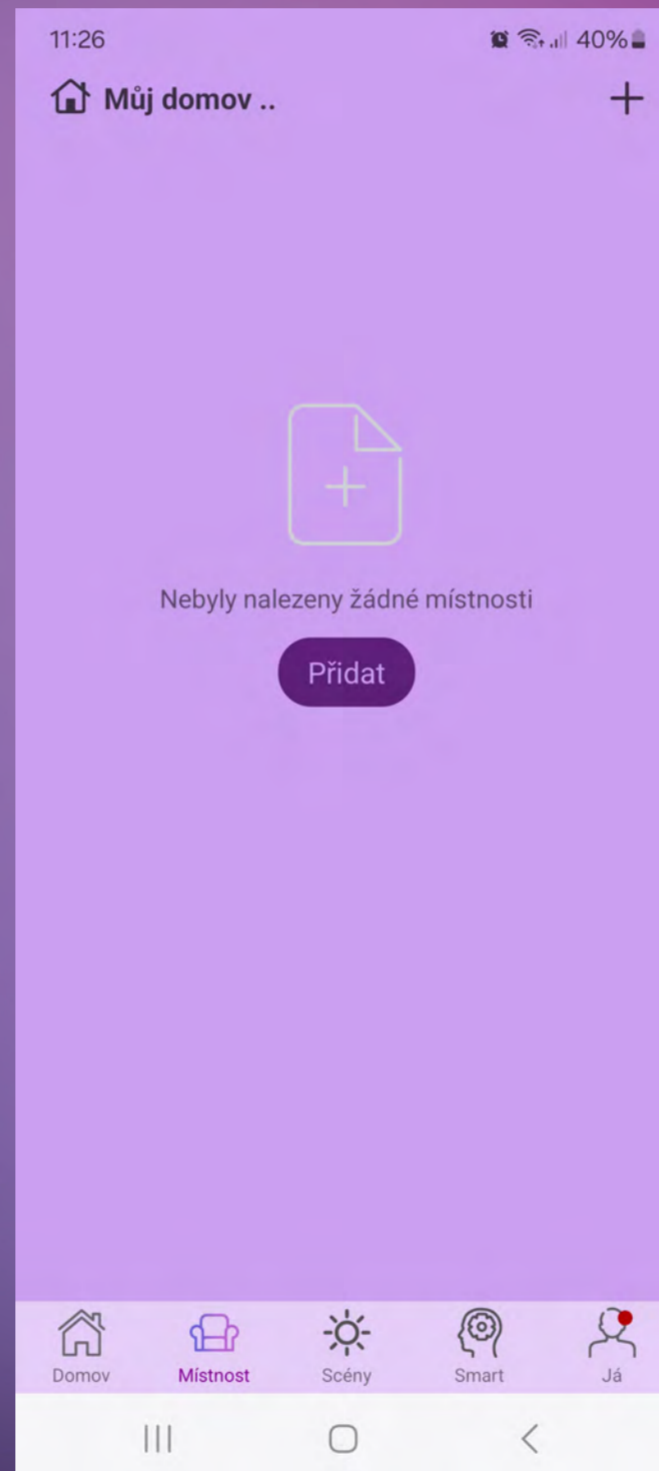 11:26
40%
Můj domov ..
Nebyly nalezeny žádné místnosti
Přidat
Domov
Místnost
Scény
Smart
Já